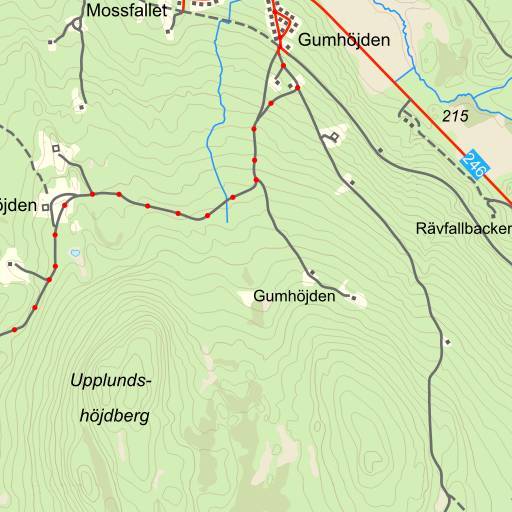 Mossfallet
Gumhöjden
215
246
öjden
Rävfallbacken
Gumhöjden
Upplunds-
höjdberg